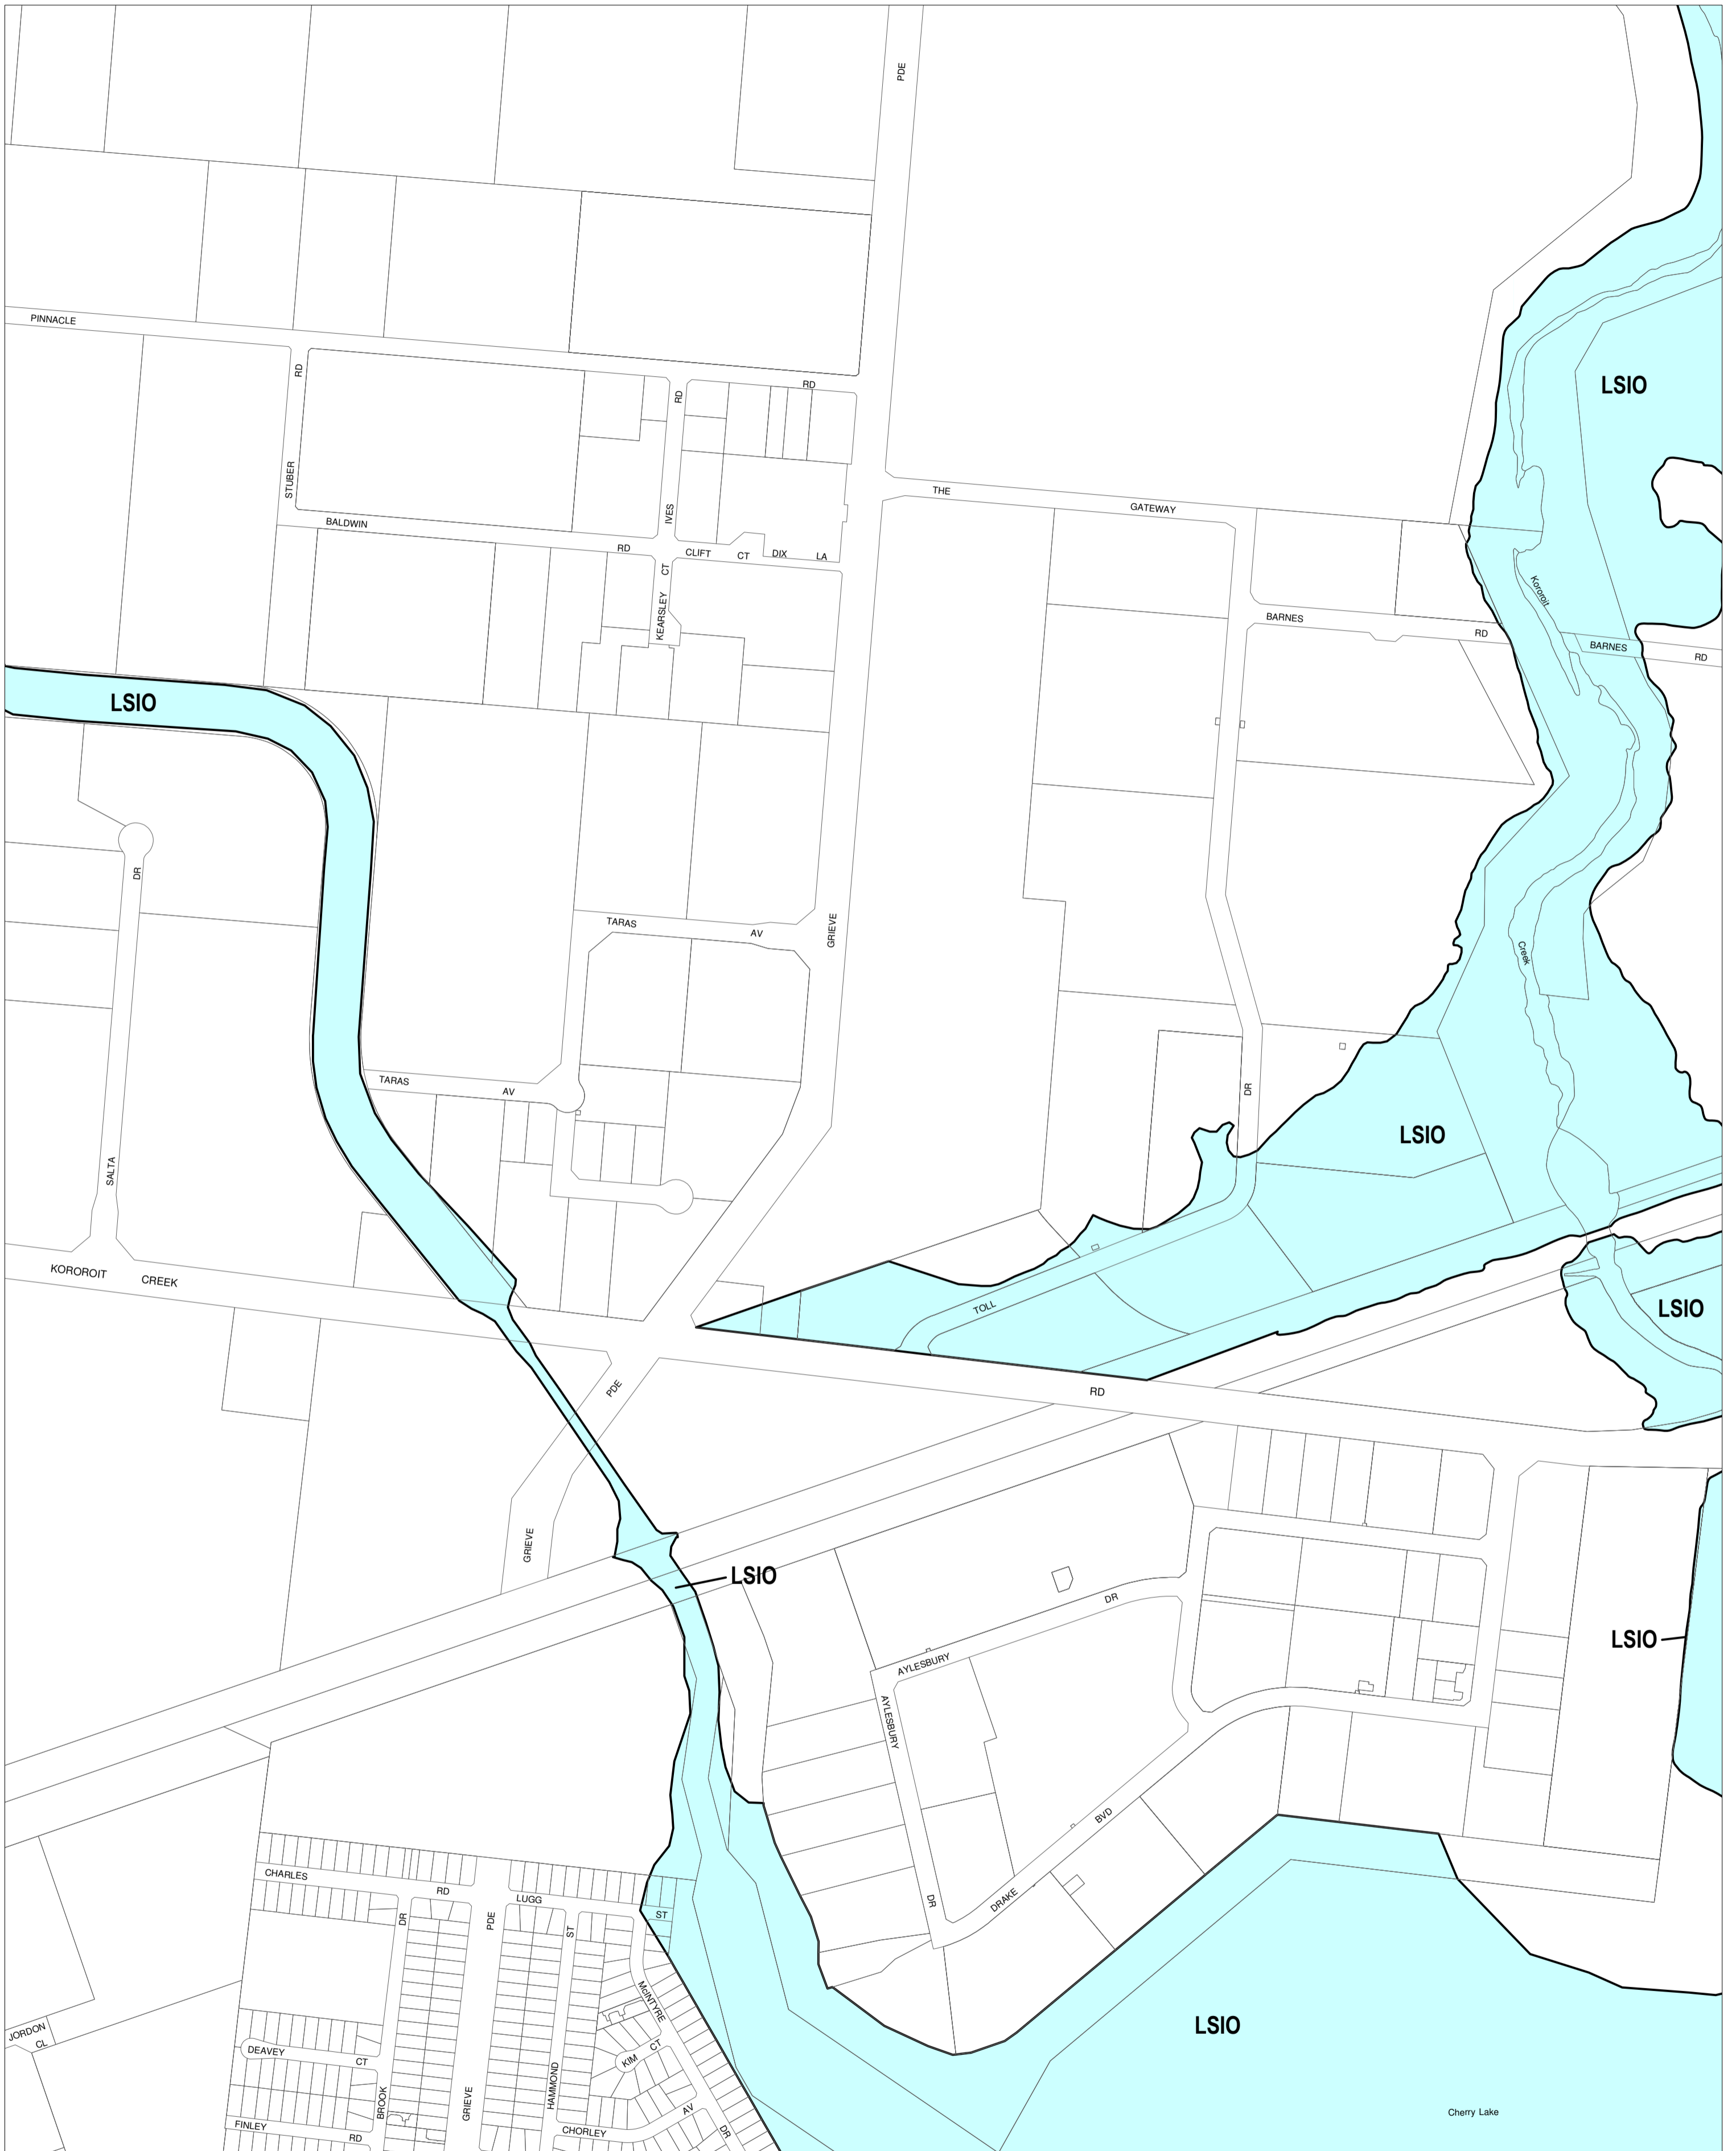 PDE
PINNACLE
RD
RD
RD
LSIO
STUBER
THE
GATEWAY
IVES
BALDWIN
RD
CLIFT
CT
DIX
LA
CT
KEARSLEY
Kororoit
BARNES
RD
BARNES
RD
LSIO
DR
TARAS
AV
GRIEVE
Creek
TARAS
AV
DR
LSIO
SALTA
KOROROIT
CREEK
TOLL
LSIO
PDE
RD
GRIEVE
LSIO
DR
LSIO
AYLESBURY
AYLESBURY
BVD
CHARLES
RD
LUGG
DR
DRAKE
DR
PDE
ST
ST
McINTYRE
LSIO
JORDON
CL
DEAVEY
CT
KIM
CT
BROOK
GRIEVE
HAMMOND
AV
Cherry Lake
FINLEY
RD
CHORLEY
DR